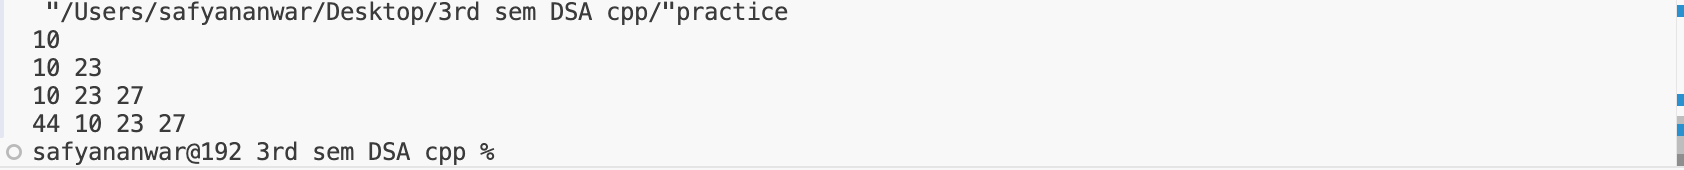 "/Users/safyananwar/Desktop/3rd sem DSA cpp/"practice
10
10 23
10 23 27
44 10 23 27
safyananwar@192 3rd sem DSA cpp %